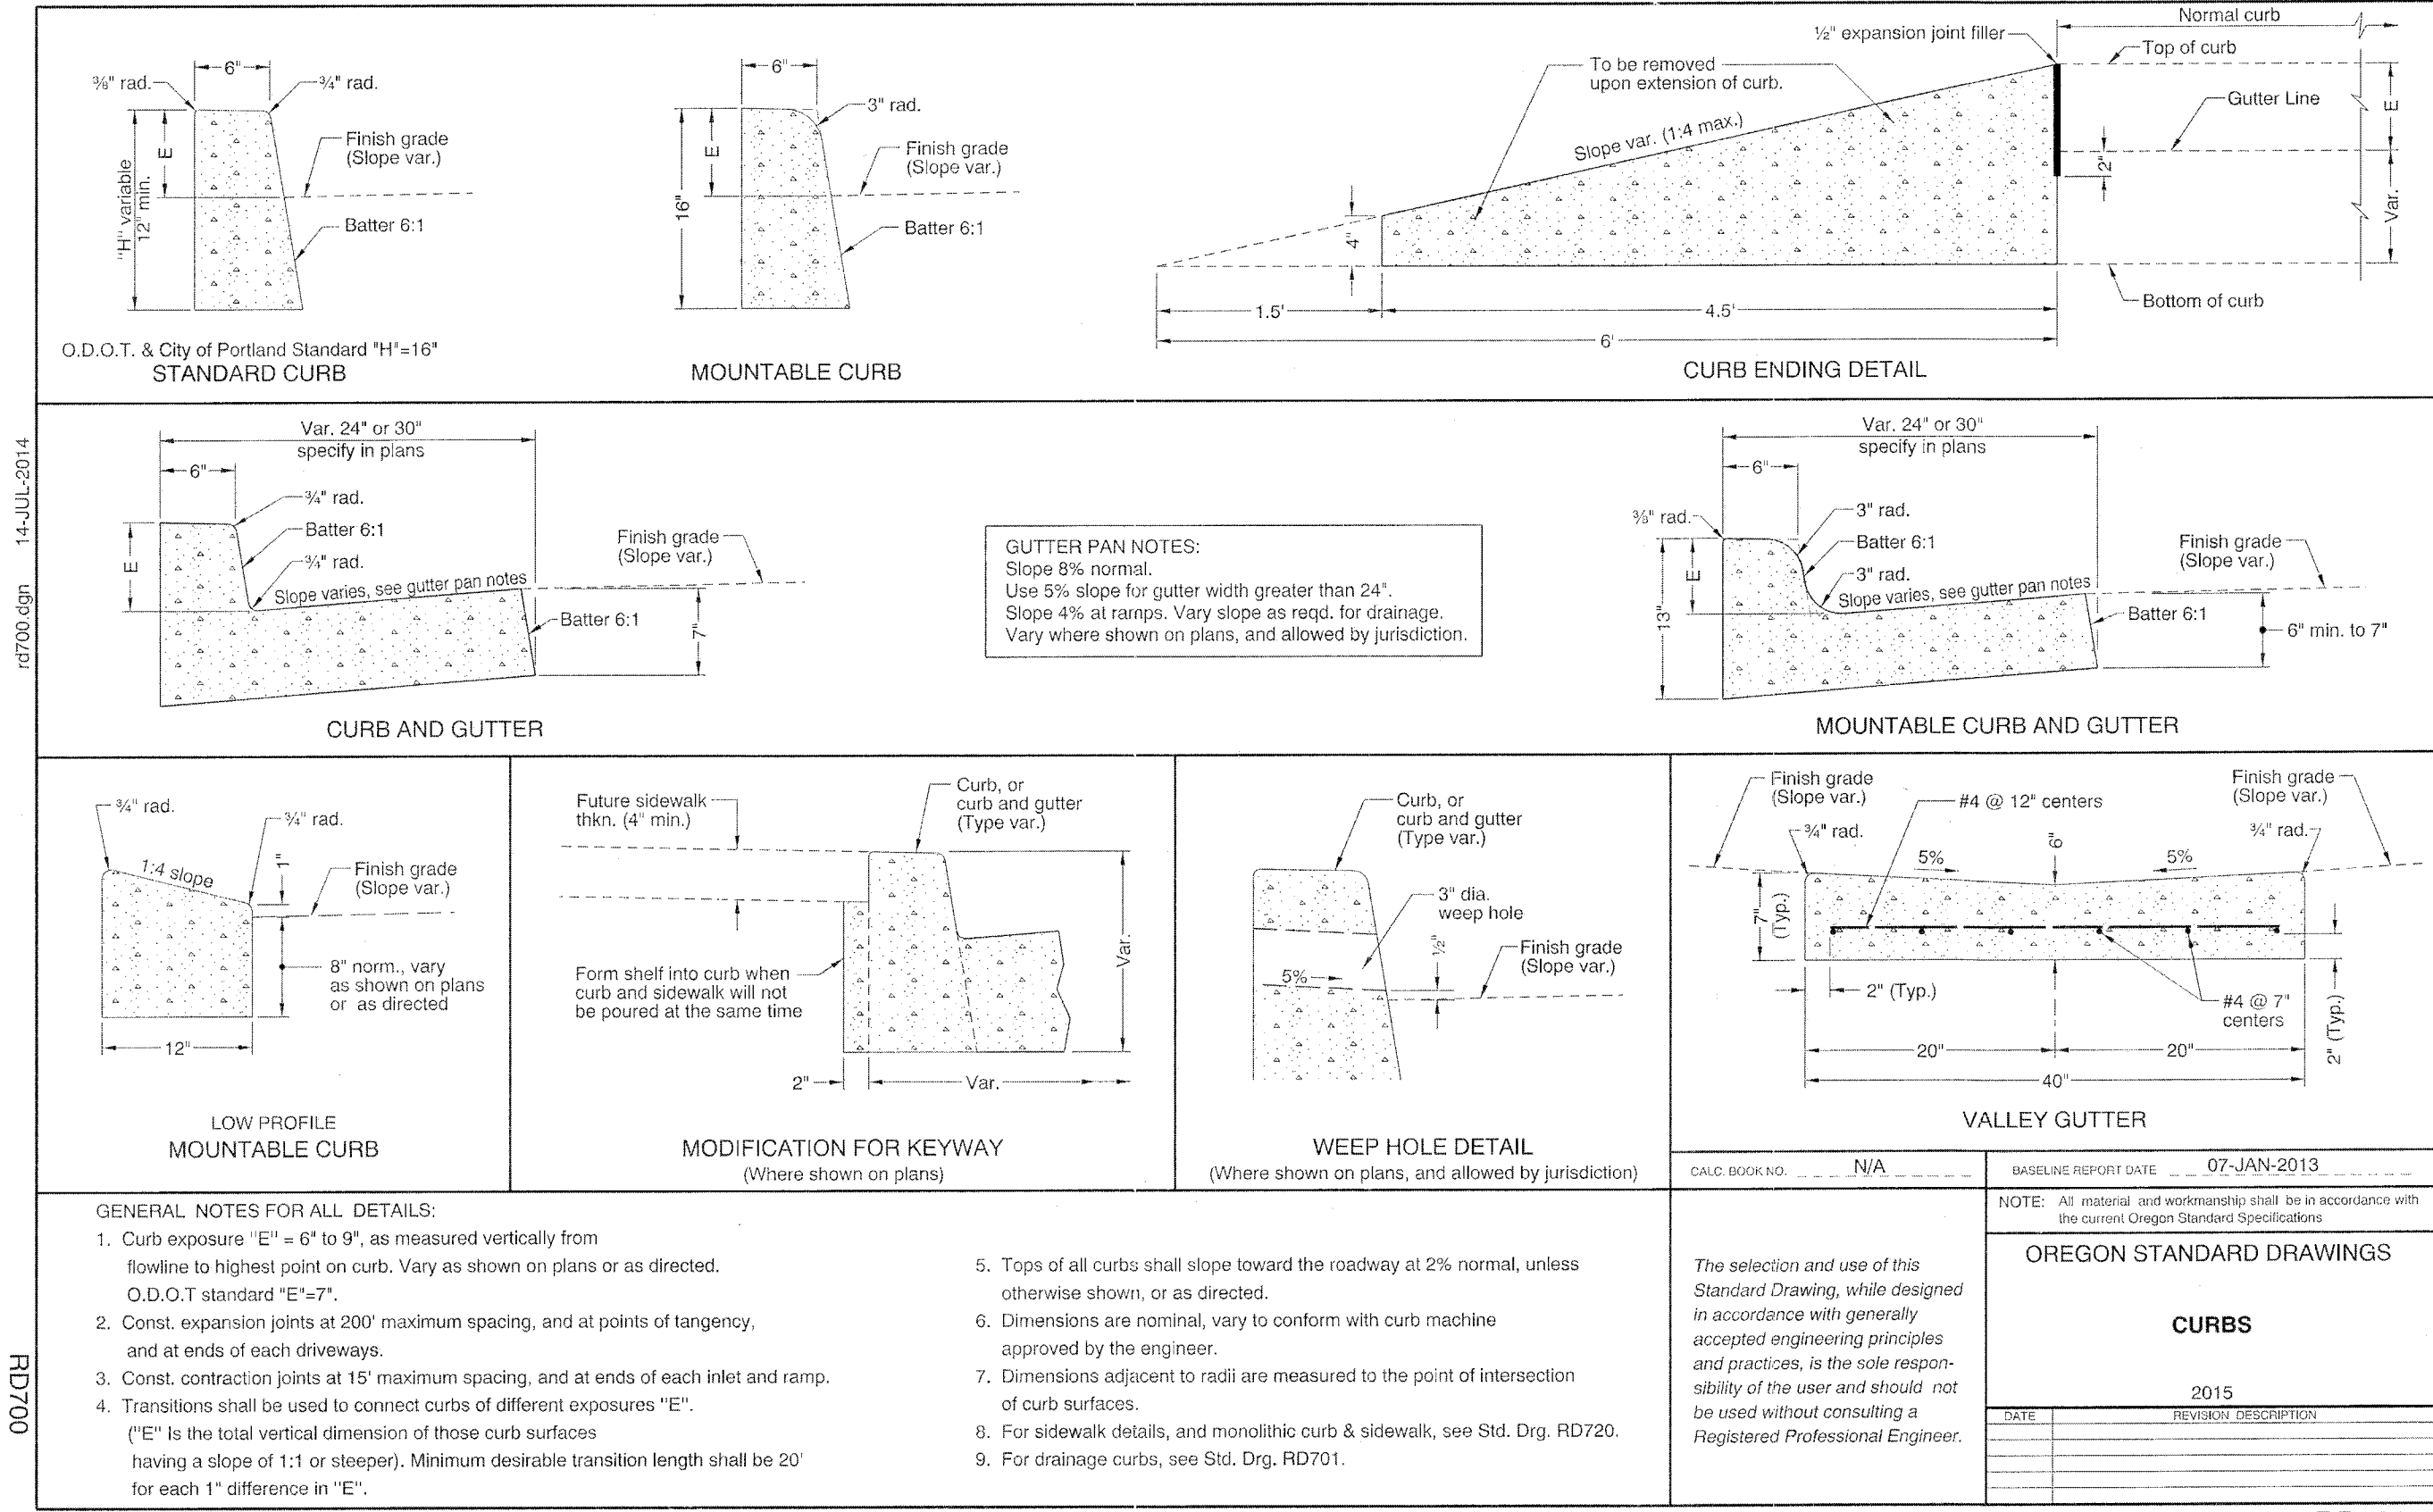 6"
⅜" rad.
¾" rad.
Finish grade
(Slope var.)
E
"H" variable
12" min.
Batter 6:1
O.D.O.T. & City of Portland Standard "H"=16"
STANDARD CURB
6"
3" rad.
E
16"
Finish grade
(Slope var.)
Batter 6:1
MOUNTABLE CURB
Normal curb
½" expansion joint filler
Top of curb
To be removed
upon extension of curb.
Gutter Line
E
Slope var. (1:4 max.)
2"
Var.
4"
Bottom of curb
1.5'
4.5'
6'
CURB ENDING DETAIL
Var. 24" or 30"
specify in plans
6"
¾" rad.
Batter 6:1
¾" rad.
E
Slope varies, see gutter pan notes
Finish grade
(Slope var.)
Batter 6:1
7"
CURB AND GUTTER
GUTTER PAN NOTES:
Slope 8% normal.
Use 5% slope for gutter width greater than 24".
Slope 4% at ramps. Vary slope as reqd. for drainage.
Vary where shown on plans, and allowed by jurisdiction.
Var. 24" or 30"
specify in plans
6"
⅜" rad.
3" rad.
Batter 6:1
3" rad.
E
13"
Slope varies, see gutter pan notes
Finish grade
(Slope var.)
Batter 6:1
6" min. to 7"
MOUNTABLE CURB AND GUTTER
¾" rad.
¾" rad.
1"
1:4 slope
Finish grade
(Slope var.)
8" norm., vary
as shown on plans
or as directed
12"
LOW PROFILE
MOUNTABLE CURB
Future sidewalk
thkn. (4" min.)
Curb, or
curb and gutter
(Type var.)
Var.
Form shelf into curb when
curb and sidewalk will not
be poured at the same time
2"
Var.
MODIFICATION FOR KEYWAY
(Where shown on plans)
Curb, or
curb and gutter
(Type var.)
3" dia.
weep hole
½"
Finish grade
(Slope var.)
5%
WEEP HOLE DETAIL
(Where shown on plans, and allowed by jurisdiction)
Finish grade
(Slope var.)
#4 @ 12" centers
Finish grade
(Slope var.)
¾" rad.
6"
¾" rad.
5%
5%
7"
(Typ.)
2" (Typ.)
#4 @ 7"
centers
2" (Typ.)
20"
20"
40"
VALLEY GUTTER
CALC. BOOK NO. N/A
BASELINE REPORT DATE 07-JAN-2013
NOTE: All material and workmanship shall be in accordance with
the current Oregon Standard Specifications
GENERAL NOTES FOR ALL DETAILS:
1. Curb exposure "E" = 6" to 9", as measured vertically from
flowline to highest point on curb. Vary as shown on plans or as directed.
O.D.O.T standard "E"=7".
2. Const. expansion joints at 200' maximum spacing, and at points of tangency,
and at ends of each driveways.
3. Const. contraction joints at 15' maximum spacing, and at ends of each inlet and ramp.
4. Transitions shall be used to connect curbs of different exposures "E".
("E" Is the total vertical dimension of those curb surfaces
having a slope of 1:1 or steeper). Minimum desirable transition length shall be 20'
for each 1" difference in "E".
5. Tops of all curbs shall slope toward the roadway at 2% normal, unless
otherwise shown, or as directed.
6. Dimensions are nominal, vary to conform with curb machine
approved by the engineer.
7. Dimensions adjacent to radii are measured to the point of intersection
of curb surfaces.
8. For sidewalk details, and monolithic curb & sidewalk, see Std. Drg. RD720.
9. For drainage curbs, see Std. Drg. RD701.
The selection and use of this
Standard Drawing, while designed
in accordance with generally
accepted engineering principles
and practices, is the sole respon-
sibility of the user and should not
be used without consulting a
Registered Professional Engineer.
OREGON STANDARD DRAWINGS
CURBS
2015
DATE
REVISION DESCRIPTION
rd700.dgn 14-JUL-2014
RD700